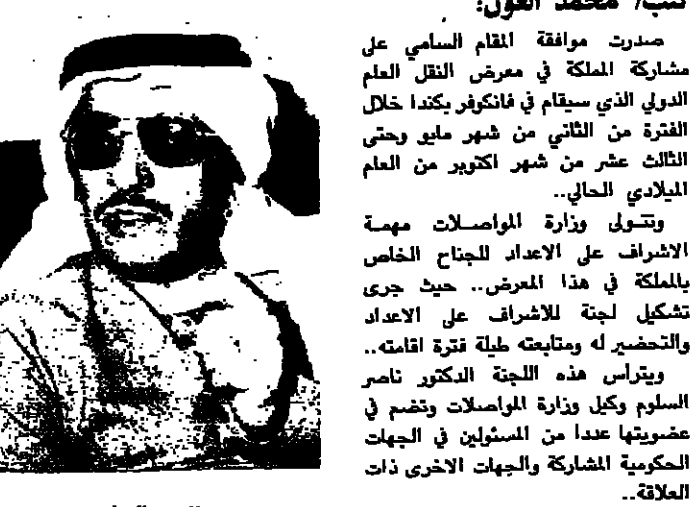 كتب/ محمد الغول:
صدرت موافقة المقام السامي على
مشاركة المملكة في معرض النقل العام
الدولي الذي سيقام في فانكوفر بكندا خلال
الفترة من الثاني من شهر مايو وحتى
الثالث عشر من شهر اكتوبر من العام
الميلادي الحالي..
وتتولى وزارة المواصلات مهمة
الاشراف على الاعداد للجناح الخاص
بالمملكة في هذا المعرض.. حيث جرى
تشكيل لجنة للاشراف على الاعداد
والتحضير له ومتابعته طيلة فترة اقامته..
ويترأس هذه اللجنة الدكتور ناصر
السلوم وكيل وزارة المواصلات وتضم في
عضويتها عددا من المسئولين في الجهات
الحكومية المشاركة والجهات الاخرى ذات
العلاقة..